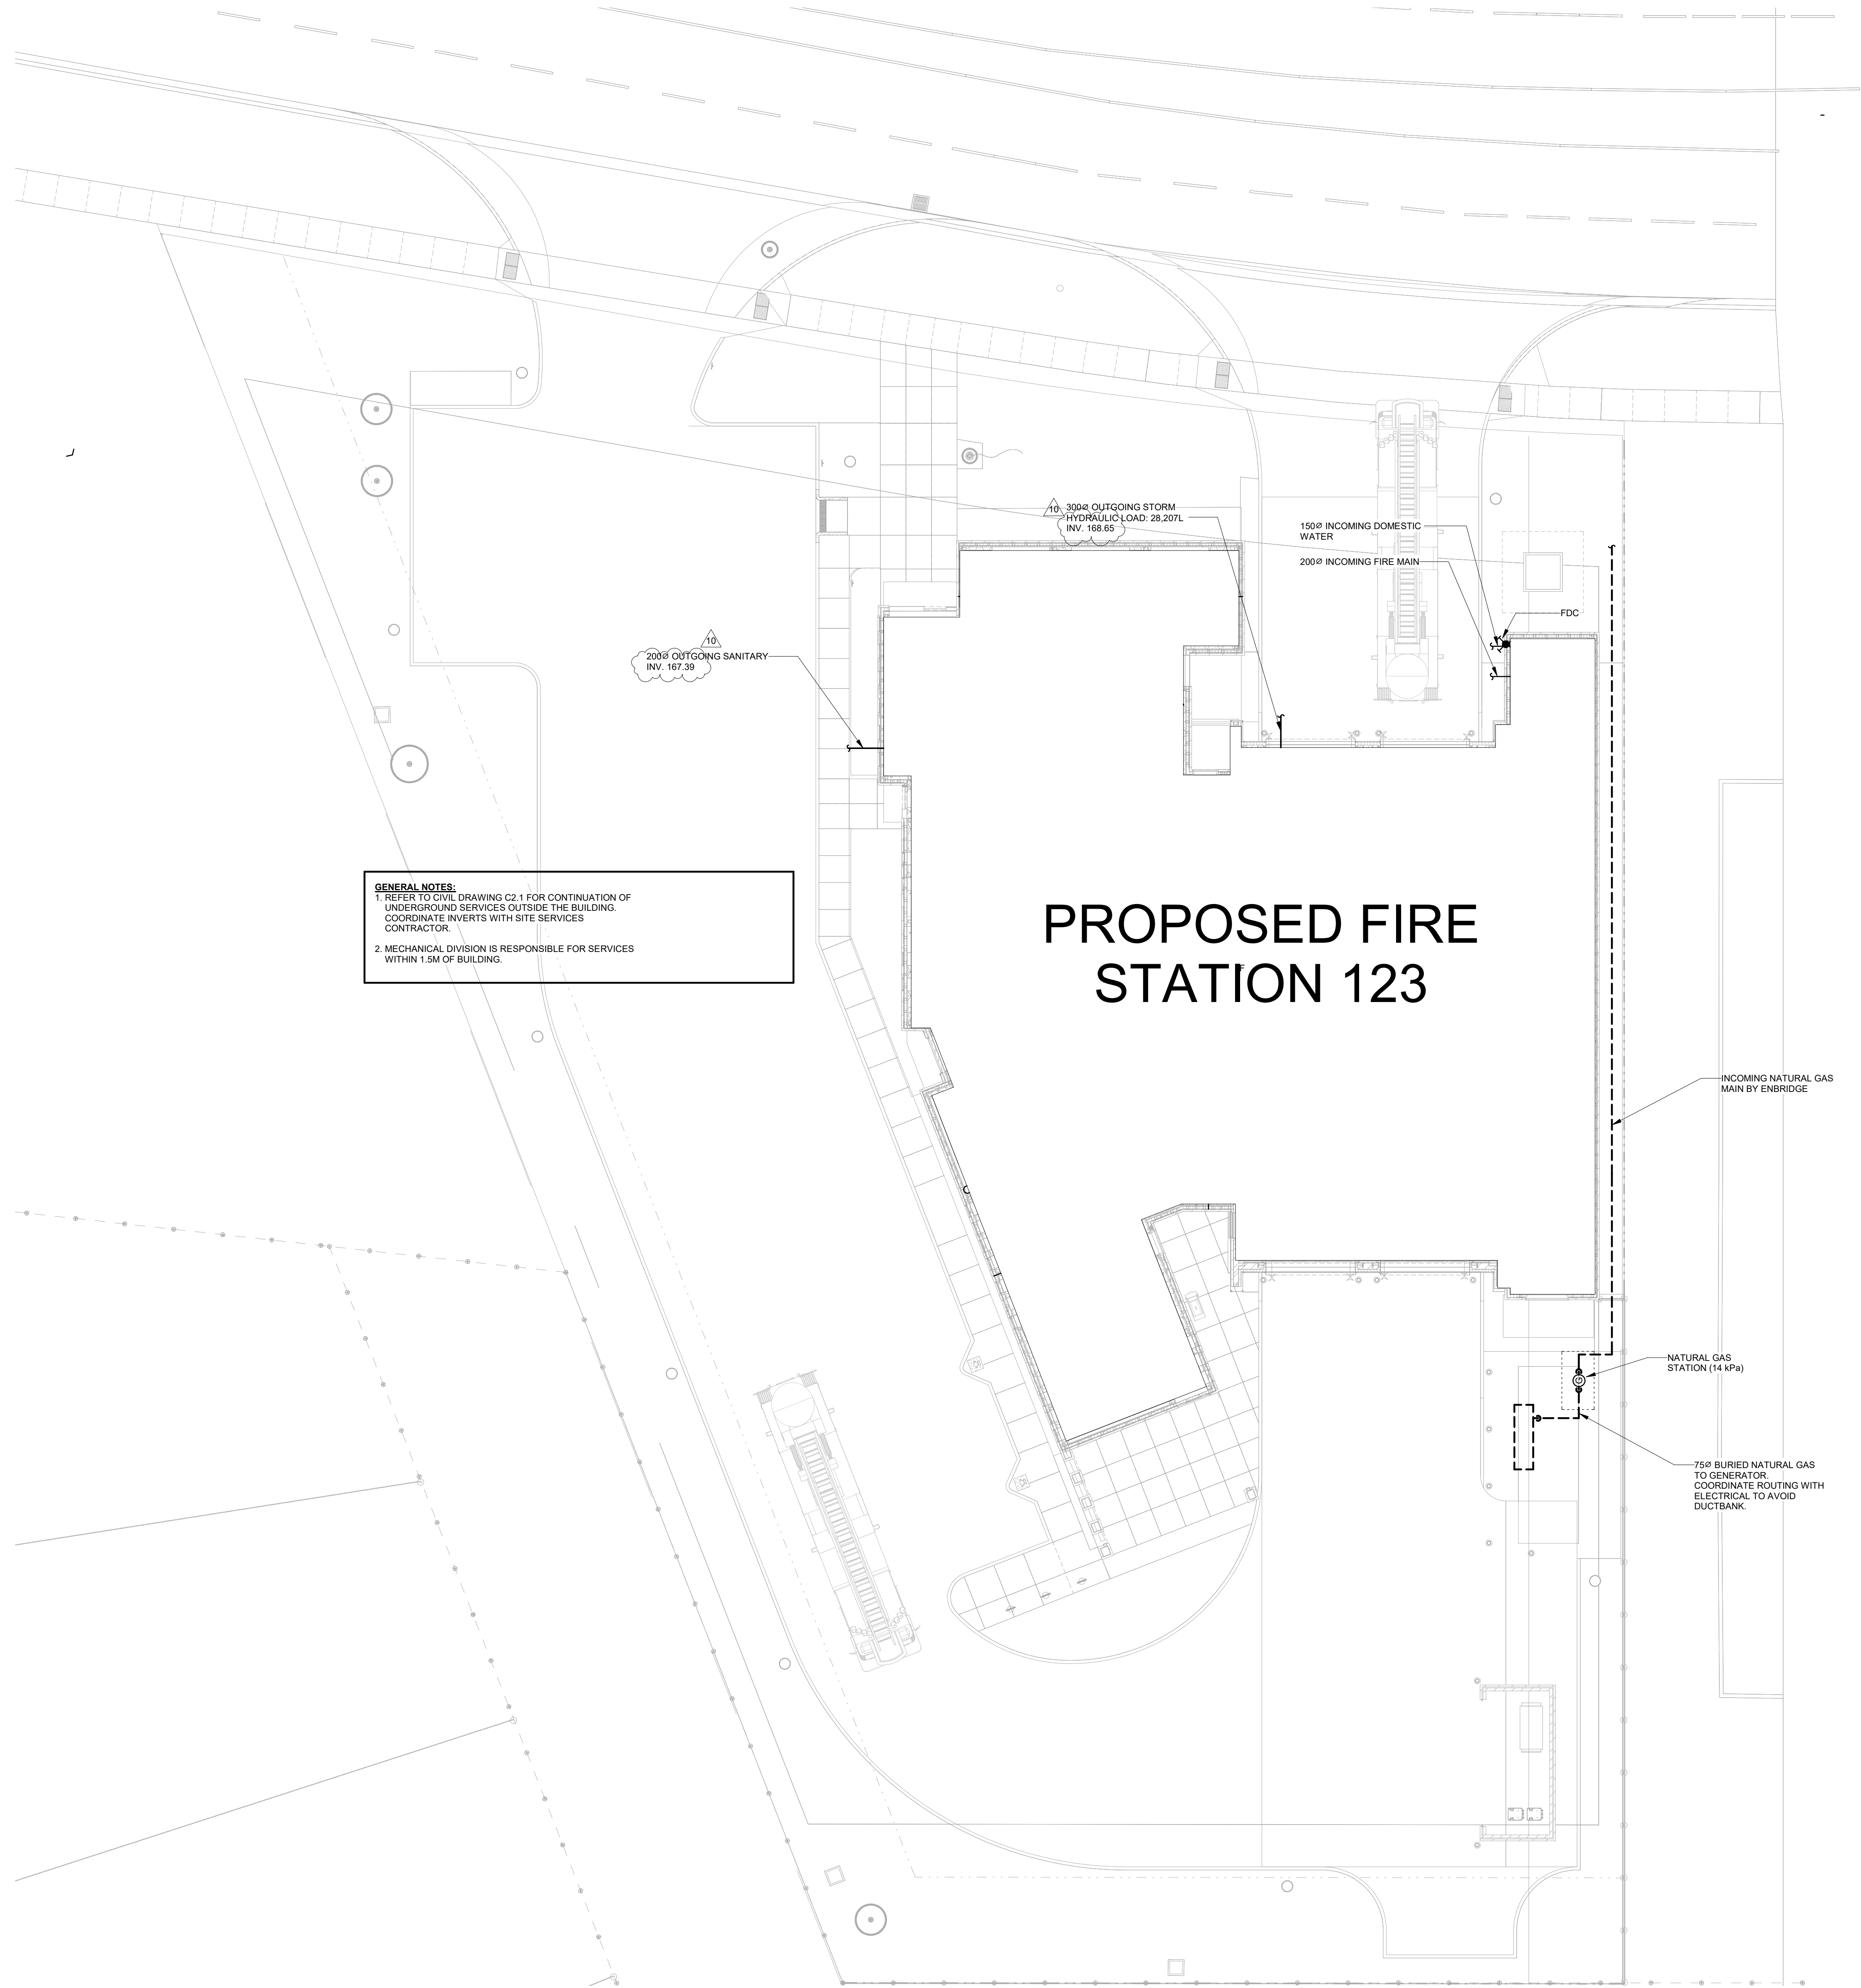 10
300Ø OUTGOING STORM
HYDRAULIC LOAD: 28,207L
INV. 168.65
150Ø INCOMING DOMESTIC
WATER
200Ø INCOMING FIRE MAIN
FDC
10
200Ø OUTGOING SANITARY
INV. 167.39
GENERAL NOTES:
1. REFER TO CIVIL DRAWING C2.1 FOR CONTINUATION OF
UNDERGROUND SERVICES OUTSIDE THE BUILDING.
COORDINATE INVERTS WITH SITE SERVICES
CONTRACTOR.
2. MECHANICAL DIVISION IS RESPONSIBLE FOR SERVICES
WITHIN 1.5M OF BUILDING.
PROPOSED FIRE
STATION 123
INCOMING NATURAL GAS
MAIN BY ENBRIDGE
NATURAL GAS
STATION (14 kPa)
G
75Ø BURIED NATURAL GAS
TO GENERATOR.
COORDINATE ROUTING WITH
ELECTRICAL TO AVOID
DUCTBANK.